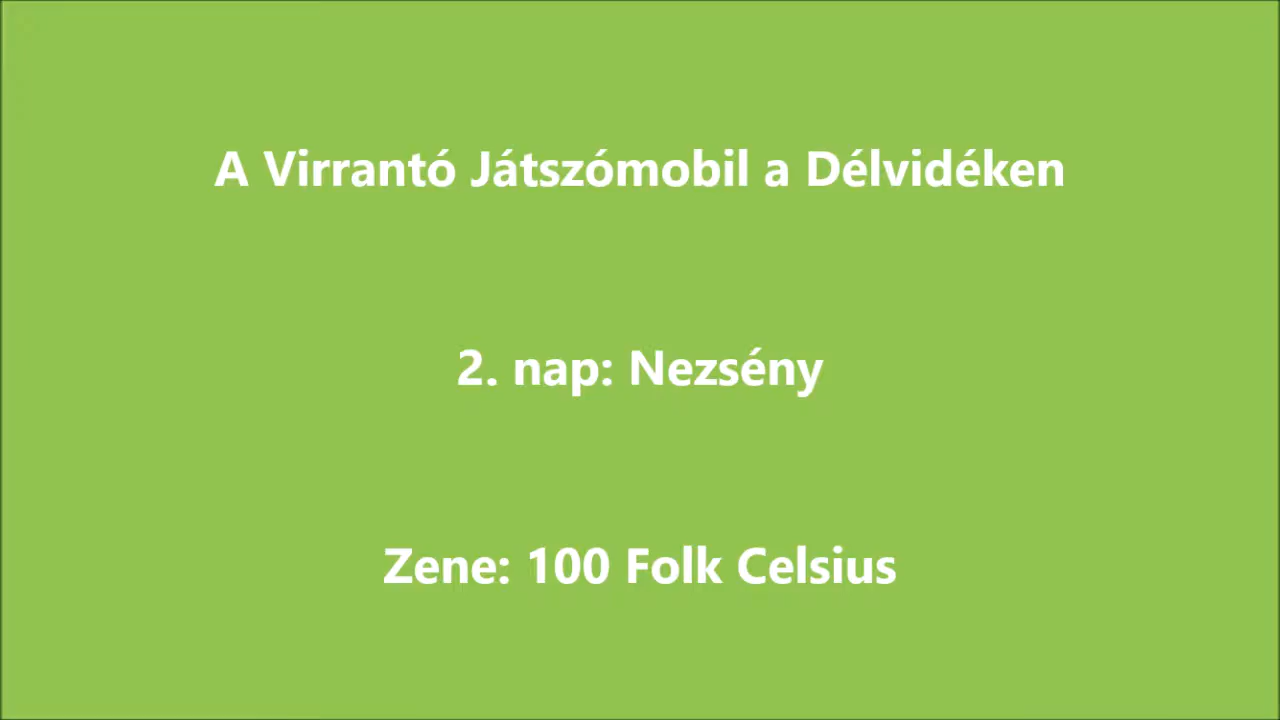 A Virrantó Játszómobil a Délvidéken
2. nap: Nezsény
Zene: 100 Folk Celsius